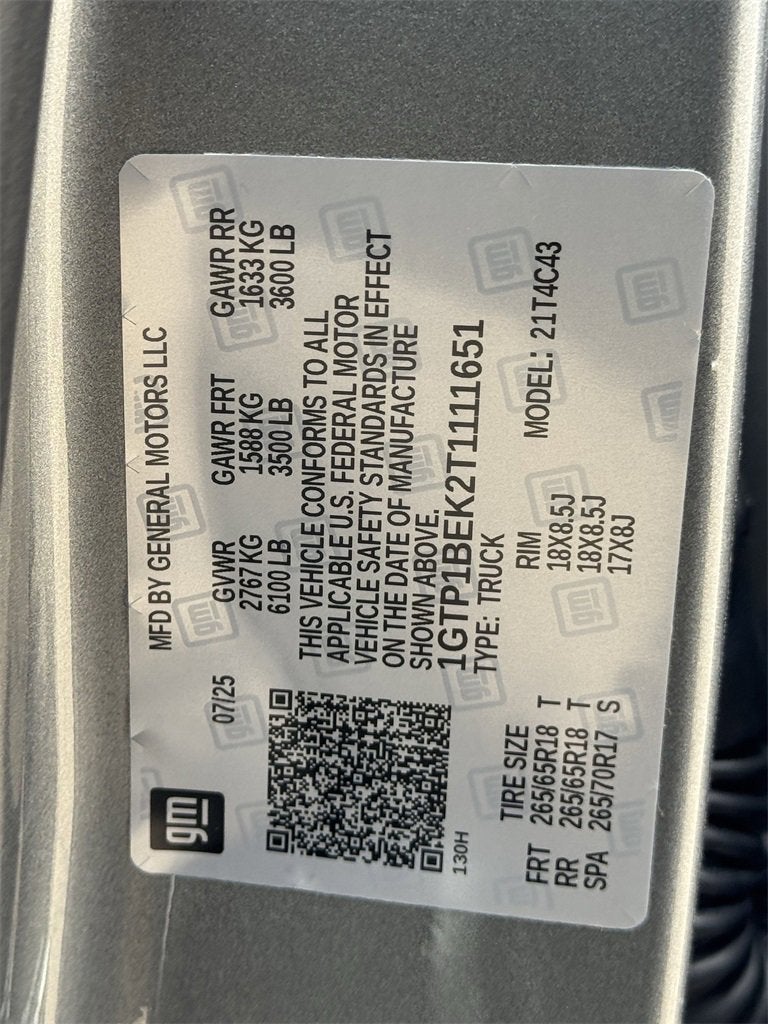 gm
MFD BY GENERAL MOTORS LLC
07/25
GVWR GAWR FRT GAWR RR
2767 KG 1588 KG 1633 KG
6100 LB 3500 LB 3600 LB
THIS VEHICLE CONFORMS TO ALL
APPLICABLE U.S. FEDERAL MOTOR
VEHICLE SAFETY STANDARDS IN EFFECT
ON THE DATE OF MANUFACTURE
SHOWN ABOVE.
1GTP1BEK2T1111651
TYPE: TRUCK
MODEL: 21T4C43
130H
TIRE SIZE RIM
FRT 265/65R18 T 18X8.5J
RR 265/65R18 T 18X8.5J
SPA 265/70R17 S 17X8J